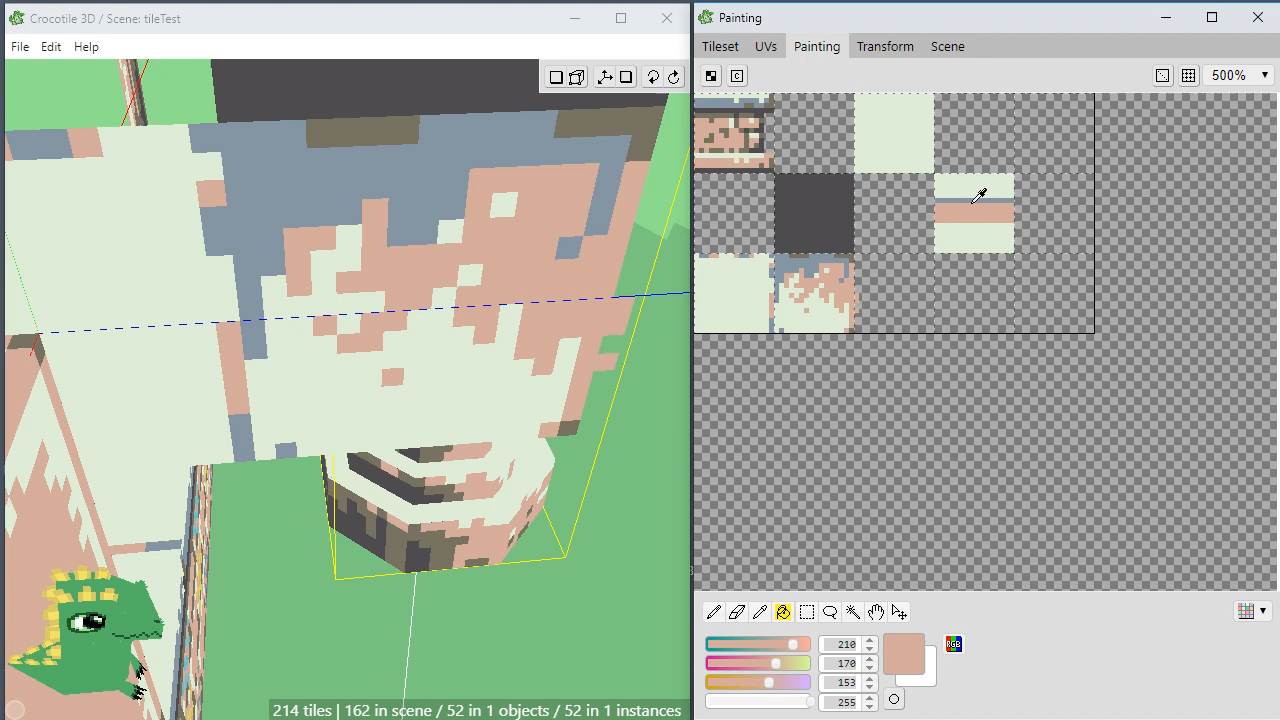 Crocotile 3D / Scene: tileTest
File Edit Help
214 tiles | 162 in scene / 52 in 1 objects / 52 in 1 instances
Painting
Tileset UVs Painting Transform Scene
C
500%
210
170
153
255
RGB